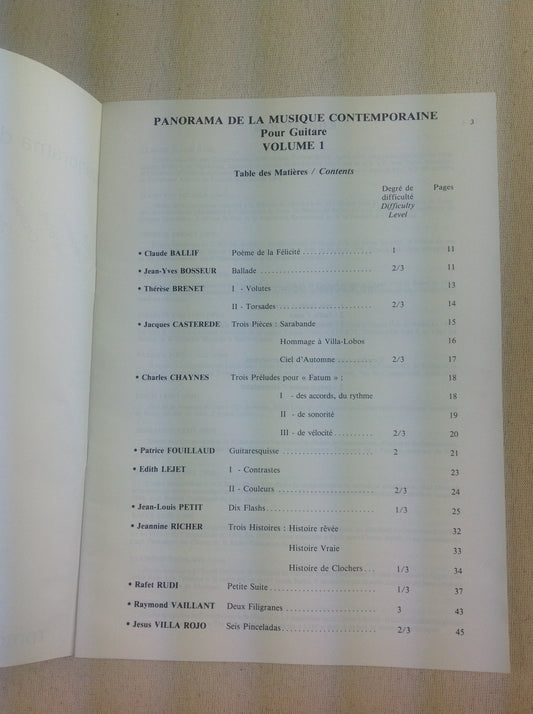 PANORAMA DE LA MUSIQUE CONTEMPORAINE
3
Pour Guitare
VOLUME 1
Table des Matières / Contents
Degré de difficulté Difficulty Level
Pages
• Claude BALLIF Poème de la Félicité .................. 1 11
• Jean-Yves BOSSEUR Ballade ............................ 2/3 11
• Thérèse BRENET I - Volutes 13
II - Torsades ........................ 2/3 14
• Jacques CASTEREDE Trois Pièces : Sarabande 15
Hommage à Villa-Lobos 16
Ciel d'Automne ......... 2/3 17
• Charles CHAYNES Trois Préludes pour « Fatum » : 18
I - des accords, du rythme 18
II - de sonorité 19
III - de vélocité .......... 2/3 20
• Patrice FOUILLAUD Guitaresquisse ....................... 2 21
• Edith LEJET I - Contrastes 23
II - Couleurs ........................ 2/3 24
• Jean-Louis PETIT Dix Flashs........................... 1/3 25
• Jeannine RICHER Trois Histoires : Histoire rêvée 32
Histoire Vraie 33
Histoire de Clochers ... 1/3 34
• Rafet RUDI Petite Suite ......................... 1/3 37
• Raymond VAILLANT Deux Filigranes ...................... 3 43
• Jesus VILLA ROJO Seis Pinceladas....................... 2/3 45